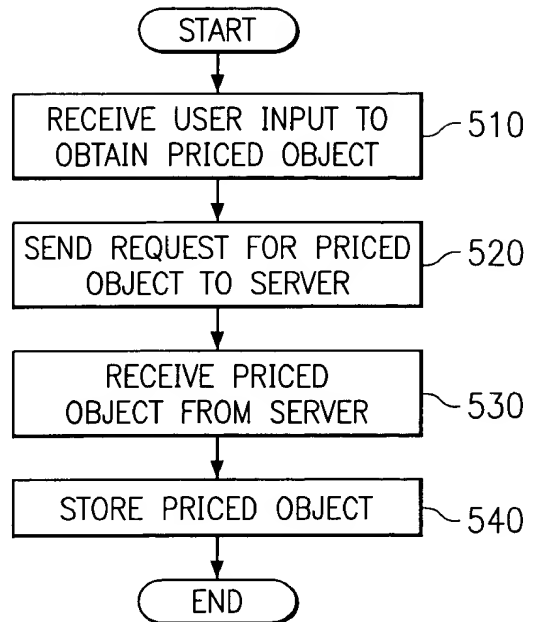 START
RECEIVE USER INPUT TO
OBTAIN PRICED OBJECT
510
SEND REQUEST FOR PRICED
OBJECT TO SERVER
520
RECEIVE PRICED
OBJECT FROM SERVER
530
STORE PRICED OBJECT
540
END